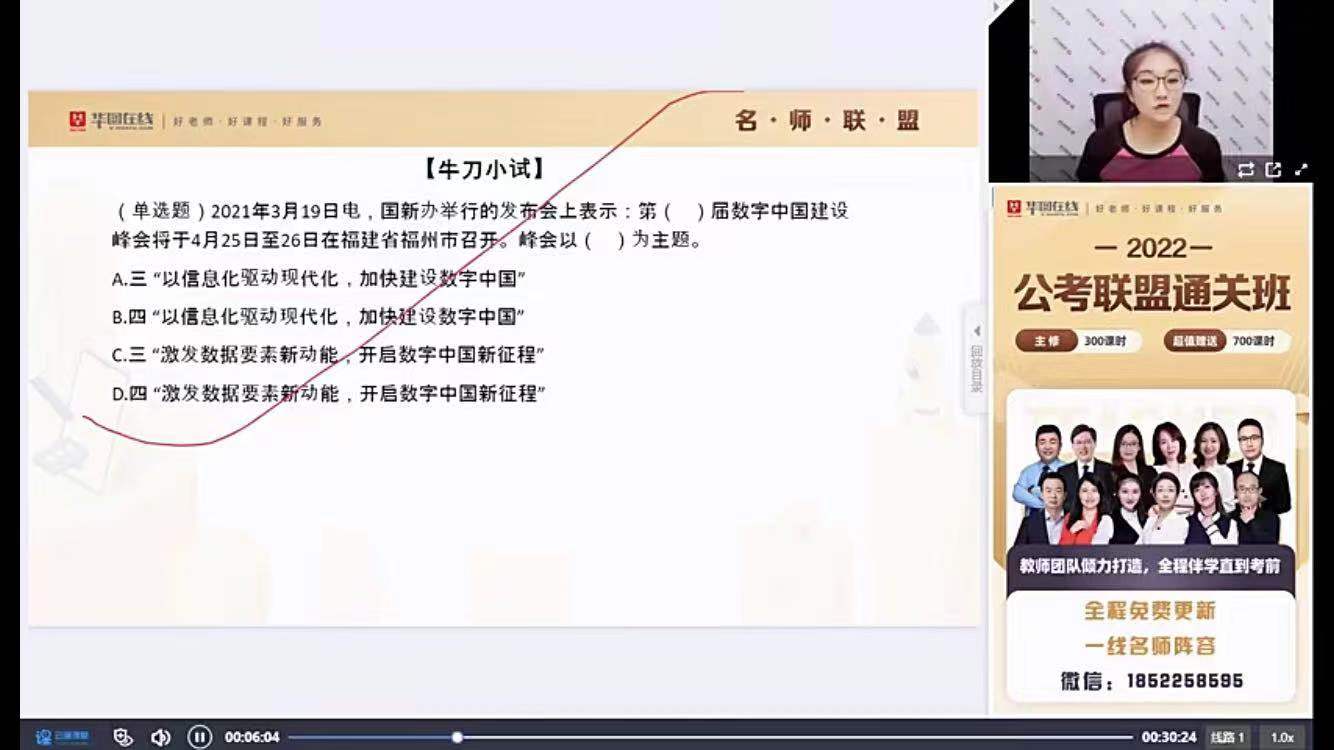 华图在线 | 好老师·好课程·好服务
名·师·联·盟
【牛刀小试】
（单选题）2021年3月19日电，国新办举行的发布会上表示：第（ ）届数字中国建设
峰会将于4月25日至26日在福建省福州市召开。峰会以（ ）为主题。
A.三 “以信息化驱动现代化，加快建设数字中国”
B.四 “以信息化驱动现代化，加快建设数字中国”
C.三 “激发数据要素新动能，开启数字中国新征程”
D.四 “激发数据要素新动能，开启数字中国新征程”
回放目录
华图在线 | 好老师·好课程·好服务
—2022—
公考联盟通关班
主修 300课时 超值赠送 700课时
教师团队倾力打造，全程伴学直到考前
全程免费更新
一线名师阵容
微信：1852258595
00:06:04 00:30:24 线路1 1.0x